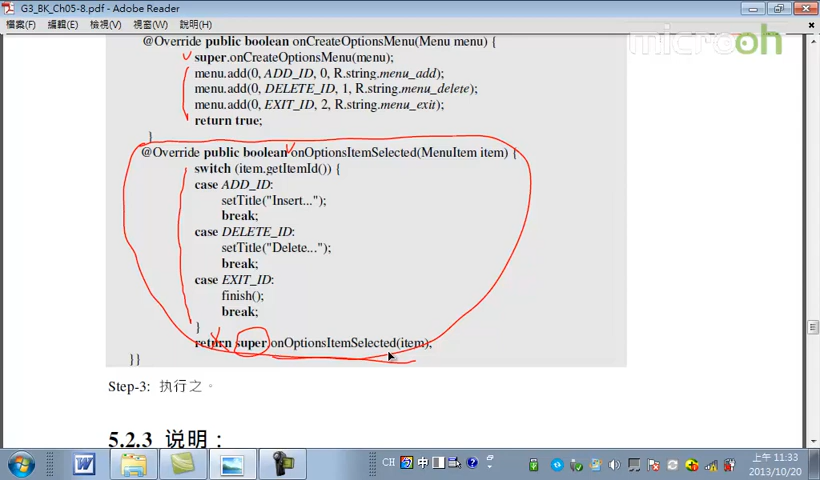 G3_BK_Ch05-8.pdf - Adobe Reader
檔案(F) 編輯(E) 檢視(V) 視窗(W) 說明(H)
microoh
@Override public boolean onCreateOptionsMenu(Menu menu) {
super.onCreateOptionsMenu(menu);
menu.add(0, ADD_ID, 0, R.string.menu_add);
menu.add(0, DELETE_ID, 1, R.string.menu_delete);
menu.add(0, EXIT_ID, 2, R.string.menu_exit);
return true;
}
@Override public boolean onOptionsItemSelected(MenuItem item) {
switch (item.getItemId()) {
case ADD_ID:
setTitle("Insert...");
break;
case DELETE_ID:
setTitle("Delete...");
break;
case EXIT_ID:
finish();
break;
}
return super.onOptionsItemSelected(item);
}}
Step-3: 执行之。
5.2.3 说明：
CH 中
上午 11:33
2013/10/20